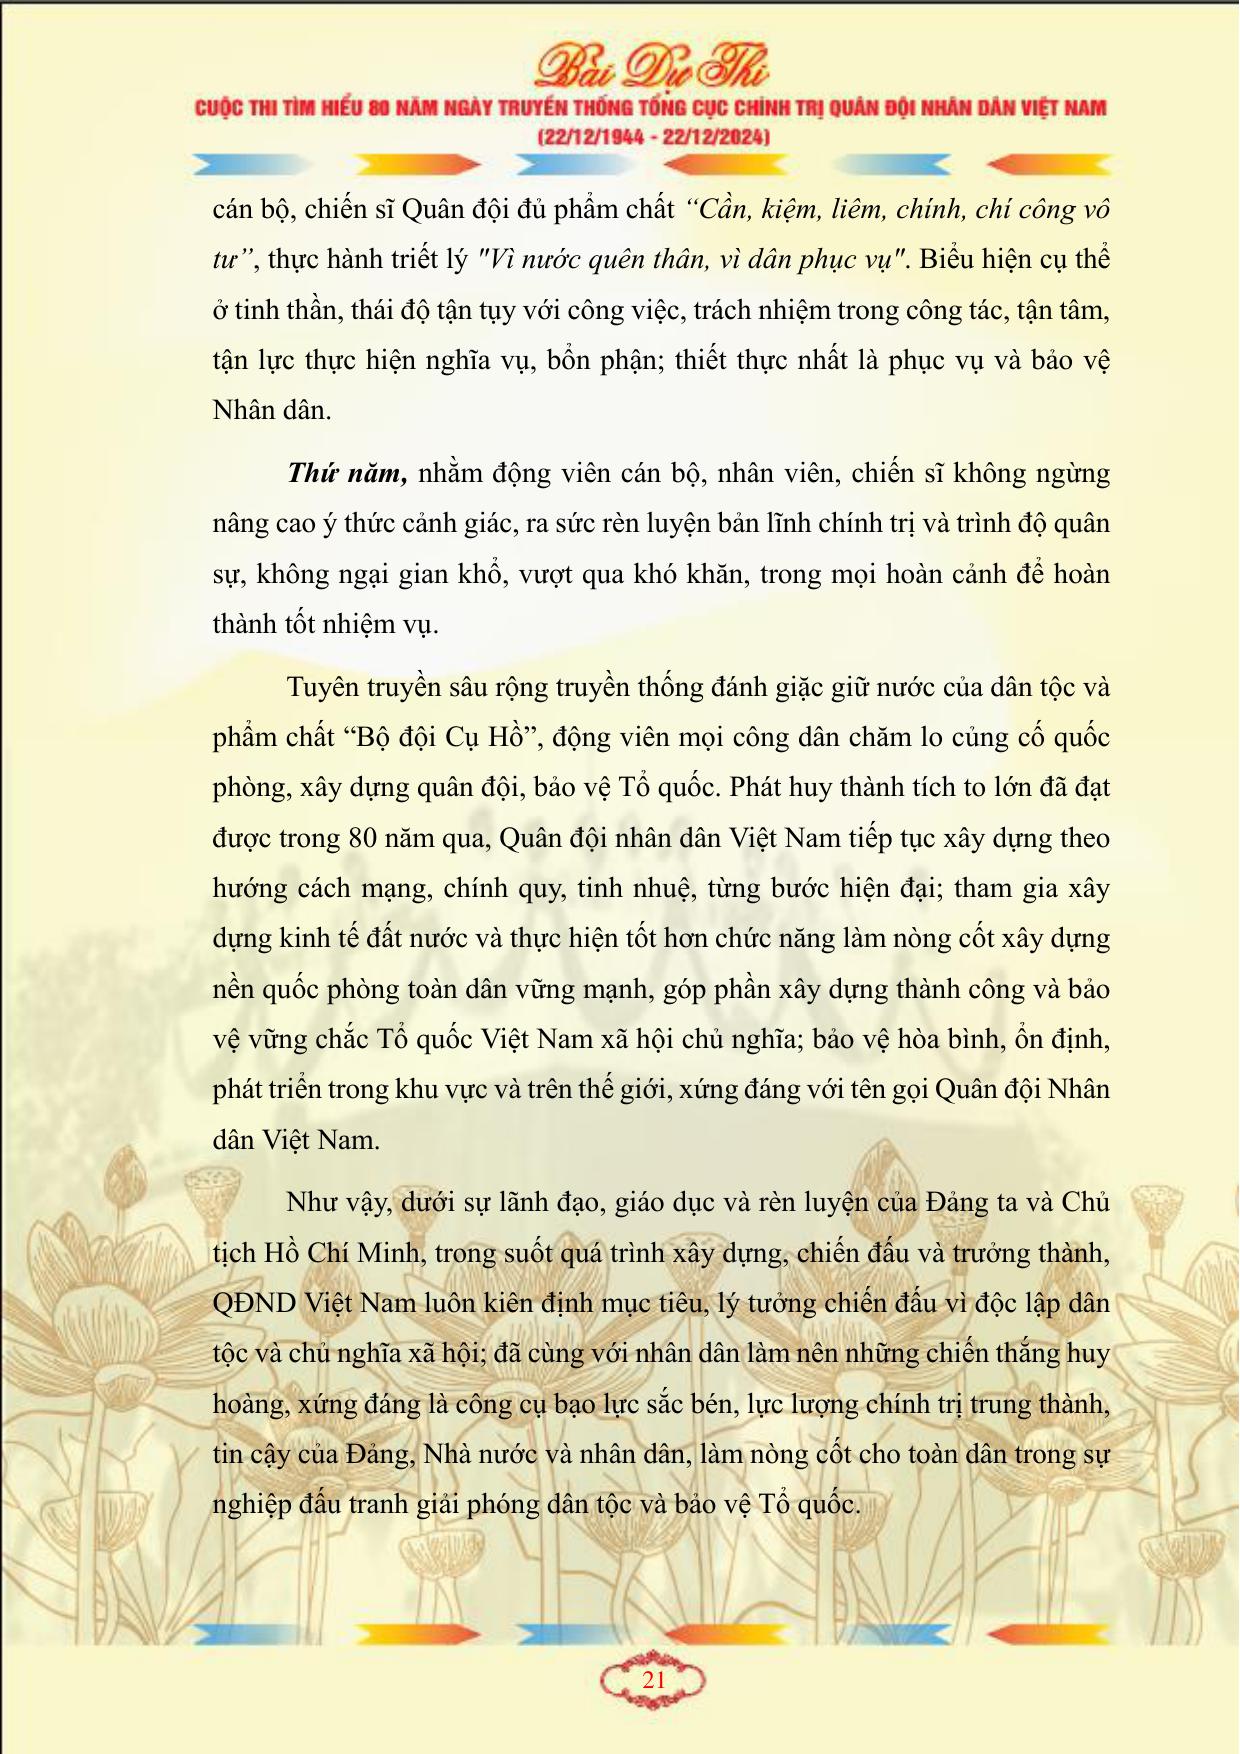 Bài Dự Thi
CUỘC THI TÌM HIỂU 80 NĂM NGÀY TRUYỀN THỐNG TỔNG CỤC CHÍNH TRỊ QUÂN ĐỘI NHÂN DÂN VIỆT NAM
(22/12/1944 - 22/12/2024)
cán bộ, chiến sĩ Quân đội đủ phẩm chất “Cần, kiệm, liêm, chính, chí công vô
tư”, thực hành triết lý "Vì nước quên thân, vì dân phục vụ". Biểu hiện cụ thể
ở tinh thần, thái độ tận tụy với công việc, trách nhiệm trong công tác, tận tâm,
tận lực thực hiện nghĩa vụ, bổn phận; thiết thực nhất là phục vụ và bảo vệ
Nhân dân.
Thứ năm, nhằm động viên cán bộ, nhân viên, chiến sĩ không ngừng
nâng cao ý thức cảnh giác, ra sức rèn luyện bản lĩnh chính trị và trình độ quân
sự, không ngại gian khổ, vượt qua khó khăn, trong mọi hoàn cảnh để hoàn
thành tốt nhiệm vụ.
Tuyên truyền sâu rộng truyền thống đánh giặc giữ nước của dân tộc và
phẩm chất “Bộ đội Cụ Hồ”, động viên mọi công dân chăm lo củng cố quốc
phòng, xây dựng quân đội, bảo vệ Tổ quốc. Phát huy thành tích to lớn đã đạt
được trong 80 năm qua, Quân đội nhân dân Việt Nam tiếp tục xây dựng theo
hướng cách mạng, chính quy, tinh nhuệ, từng bước hiện đại; tham gia xây
dựng kinh tế đất nước và thực hiện tốt hơn chức năng làm nòng cốt xây dựng
nền quốc phòng toàn dân vững mạnh, góp phần xây dựng thành công và bảo
vệ vững chắc Tổ quốc Việt Nam xã hội chủ nghĩa; bảo vệ hòa bình, ổn định,
phát triển trong khu vực và trên thế giới, xứng đáng với tên gọi Quân đội Nhân
dân Việt Nam.
Như vậy, dưới sự lãnh đạo, giáo dục và rèn luyện của Đảng ta và Chủ
tịch Hồ Chí Minh, trong suốt quá trình xây dựng, chiến đấu và trưởng thành,
QĐND Việt Nam luôn kiên định mục tiêu, lý tưởng chiến đấu vì độc lập dân
tộc và chủ nghĩa xã hội; đã cùng với nhân dân làm nên những chiến thắng huy
hoàng, xứng đáng là công cụ bạo lực sắc bén, lực lượng chính trị trung thành,
tin cậy của Đảng, Nhà nước và nhân dân, làm nòng cốt cho toàn dân trong sự
nghiệp đấu tranh giải phóng dân tộc và bảo vệ Tổ quốc.
21